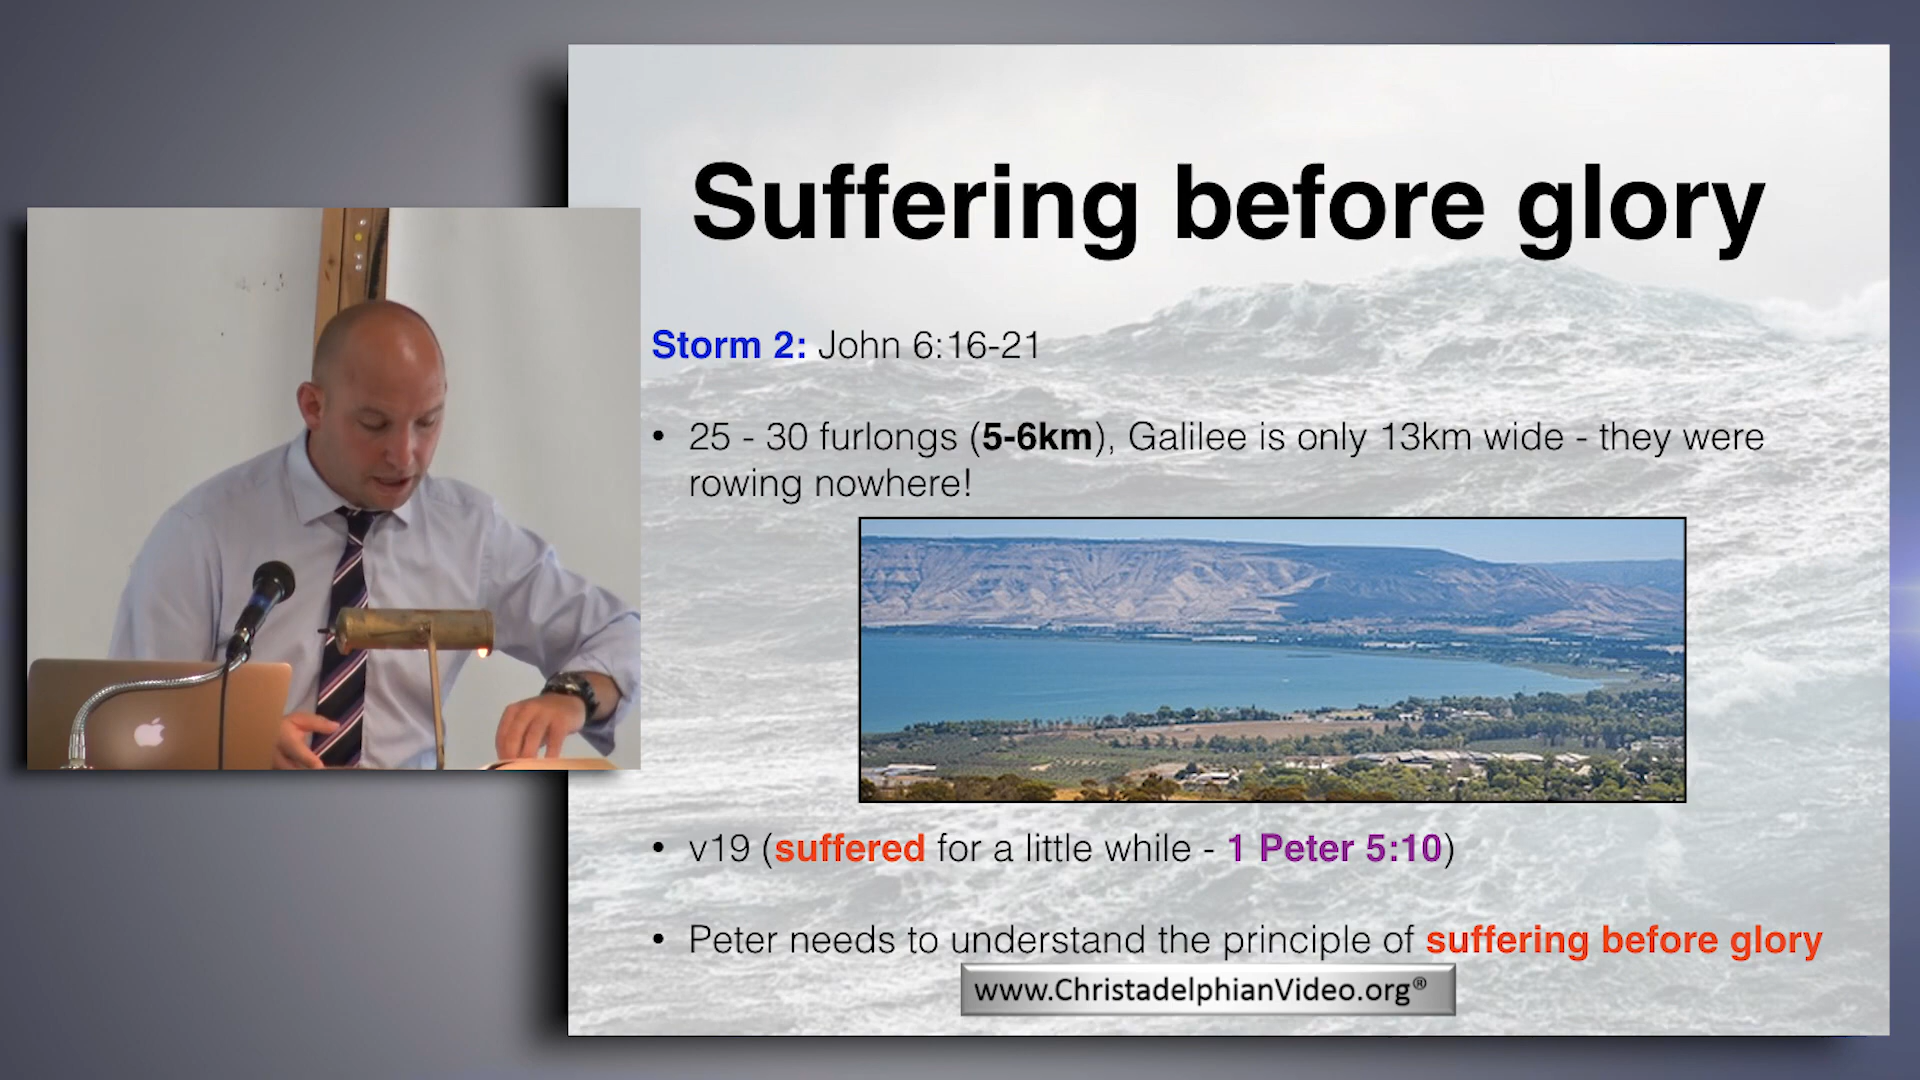 Suffering before glory
Storm 2: John 6:16-21
• 25 - 30 furlongs (5-6km), Galilee is only 13km wide - they were
rowing nowhere!
• v19 (suffered for a little while - 1 Peter 5:10)
• Peter needs to understand the principle of suffering before glory
www.ChristadelphianVideo.org®